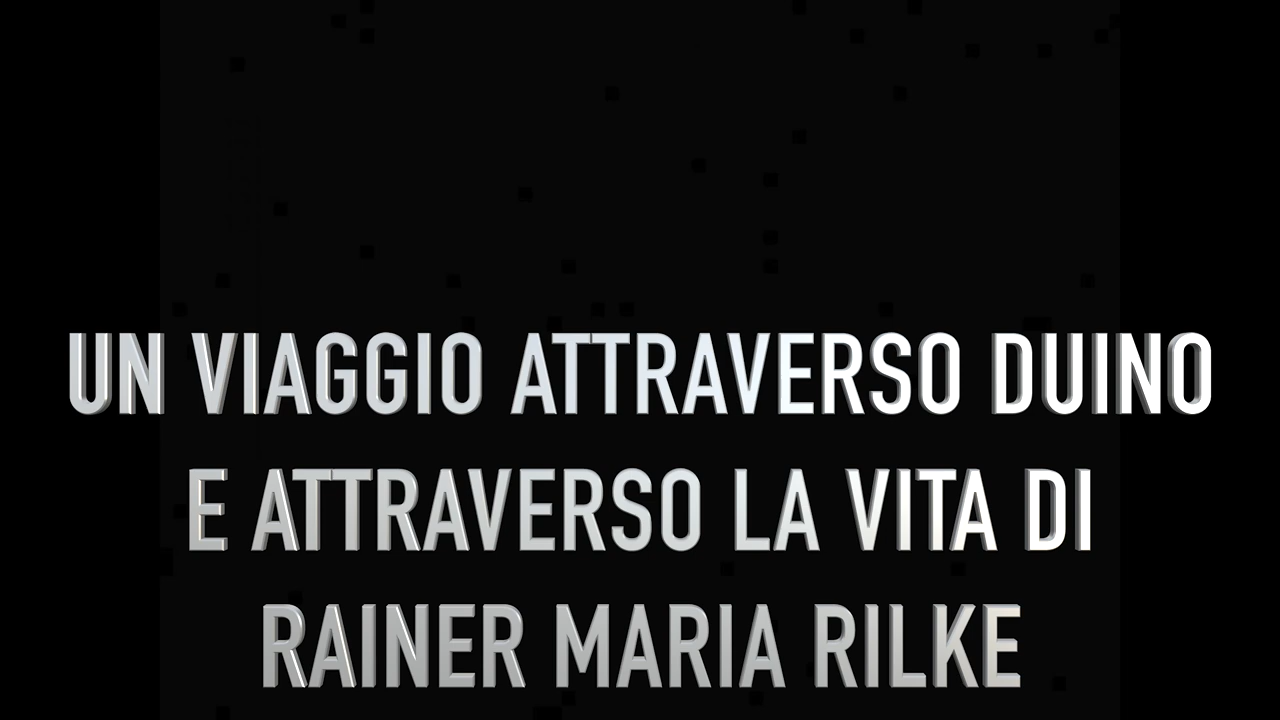 UN VIAGGIO ATTRAVERSO DUINO
E ATTRAVERSO LA VITA DI
RAINER MARIA RILKE